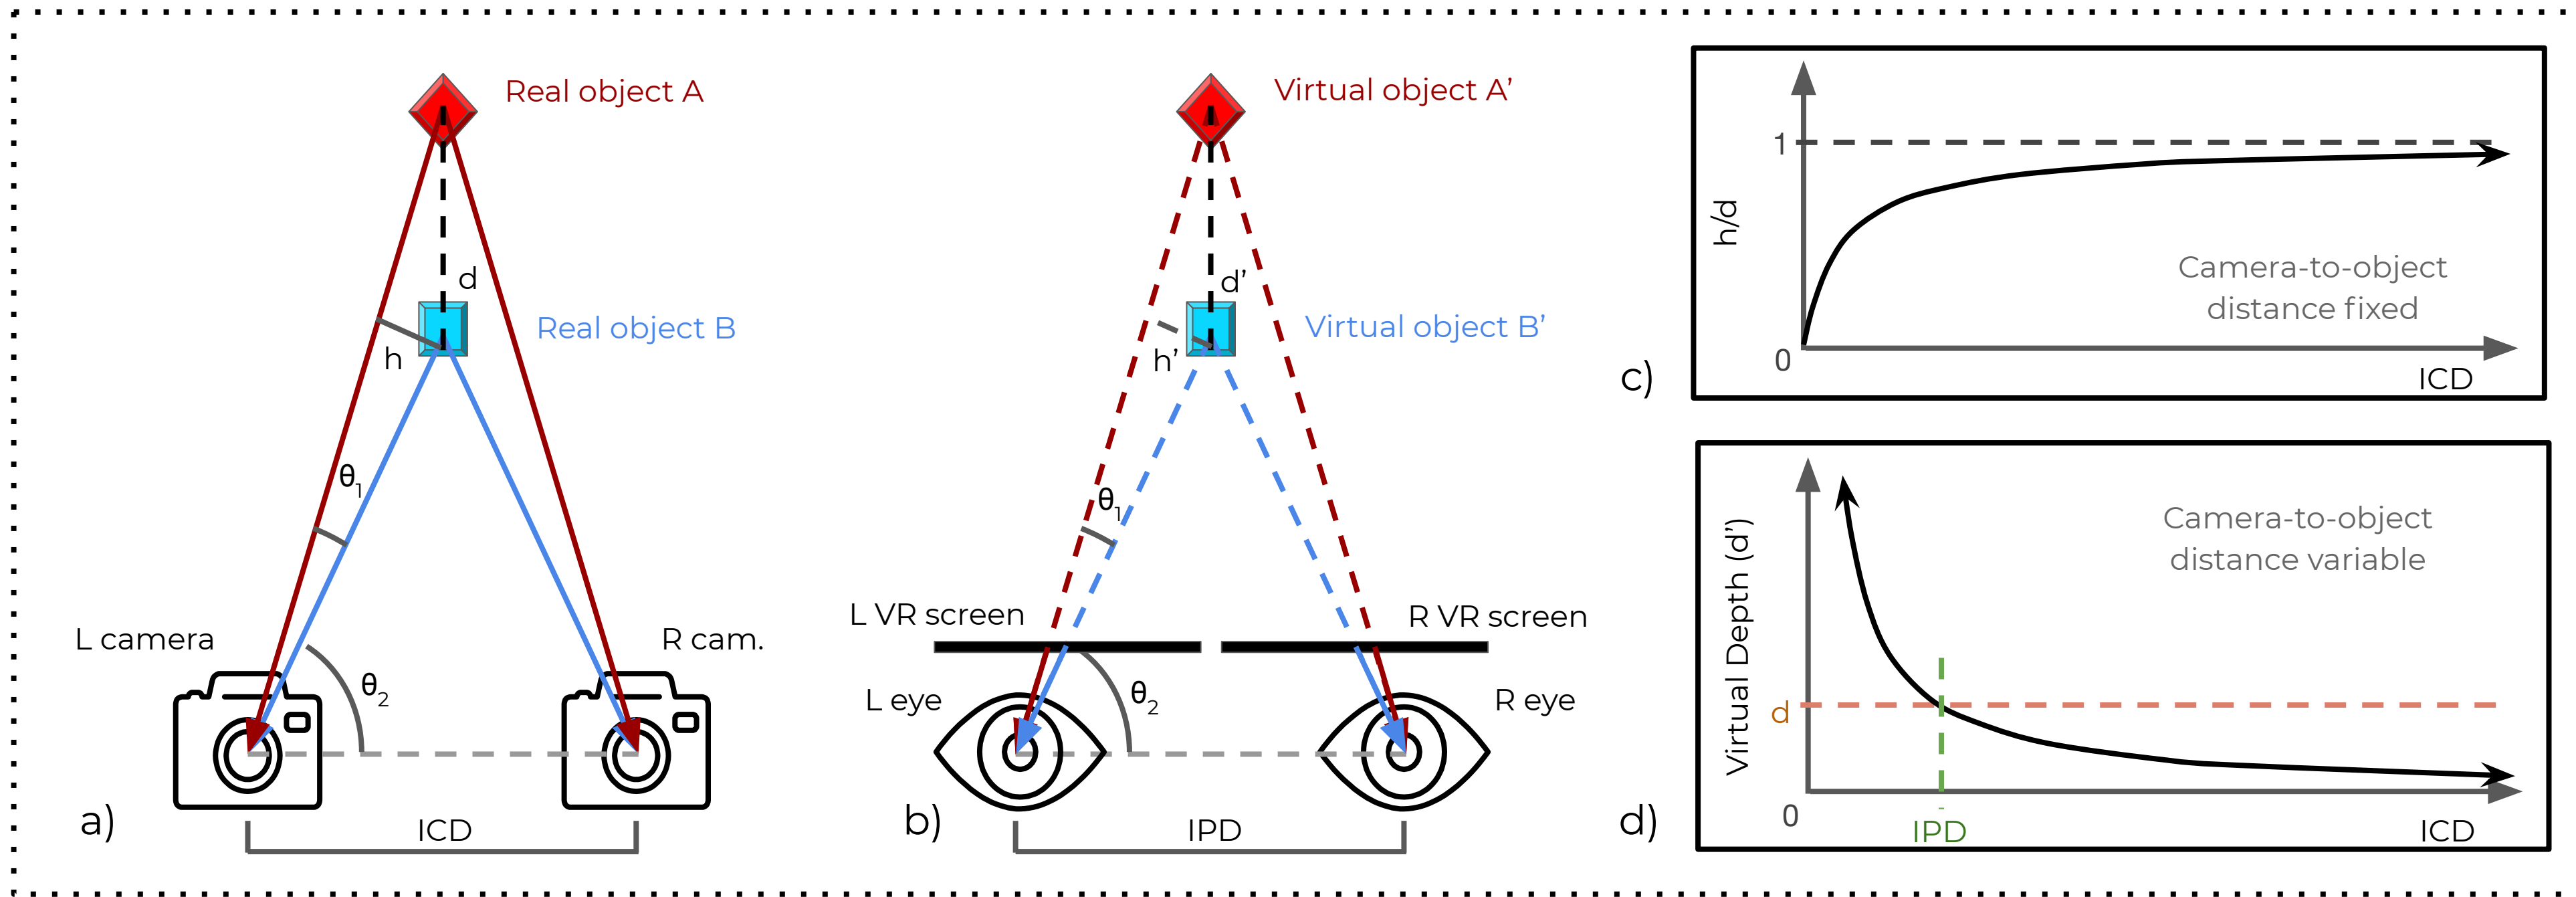 Real object A
d
Real object B
h
θ1
L camera
R cam.
θ2
a)
ICD
Virtual object A’
d’
Virtual object B’
h’
θ1
L VR screen
R VR screen
L eye
R eye
θ2
b)
IPD
1
h/d
Camera-to-object
distance fixed
0
ICD
c)
Virtual Depth (d’)
Camera-to-object
distance variable
d
0
IPD
ICD
d)